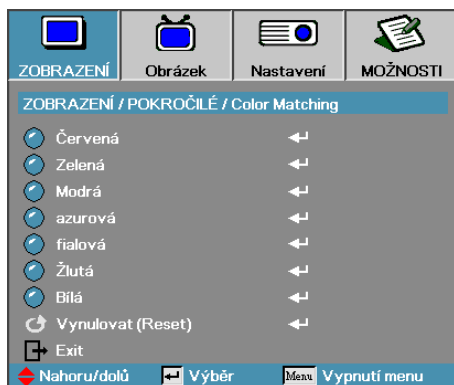 ZOBRAZENÍ Obrázek Nastavení MOŽNOSTI
ZOBRAZENÍ / POKROČILÉ / Color Matching
Červená
Zelená
Modrá
azurová
fialová
Žlutá
Bílá
Vynulovat (Reset)
Exit
Nahoru/dolů Výběr Menu Vypnutí menu